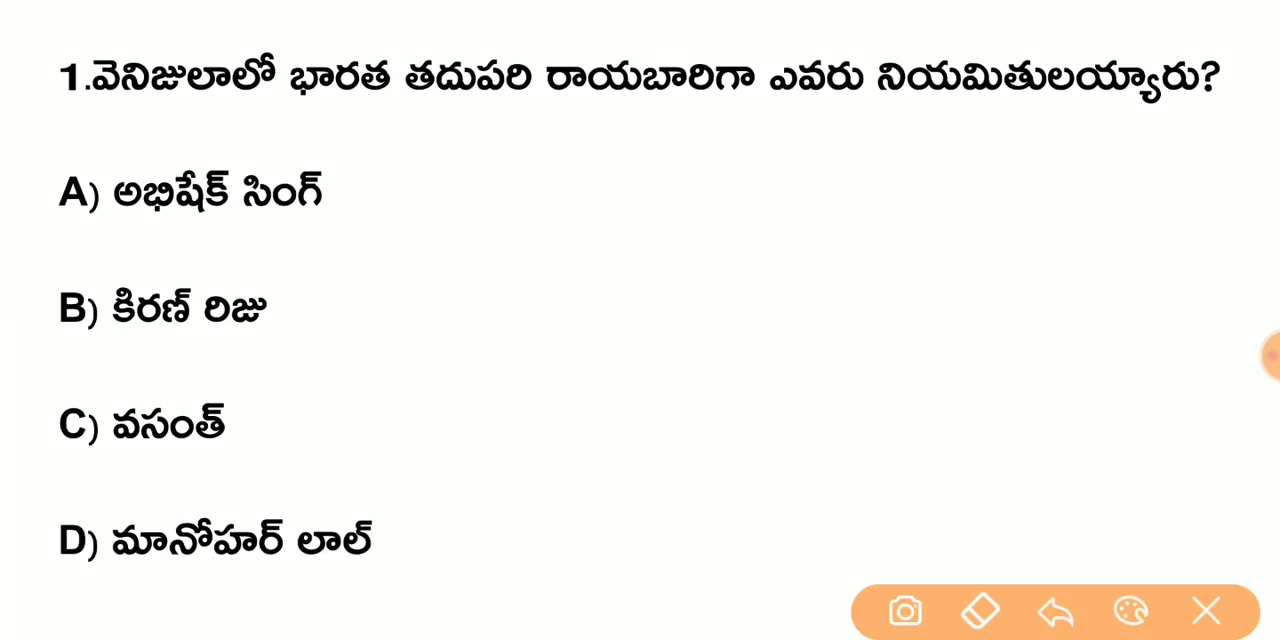 1.వెనిజులాలో భారత తదుపరి రాయబారిగా ఎవరు నియమితులయ్యారు?
A) అభిషేక్ సింగ్
B) కిరణ్ రిజు
C) వసంత్
D) మానోహర్ లాల్